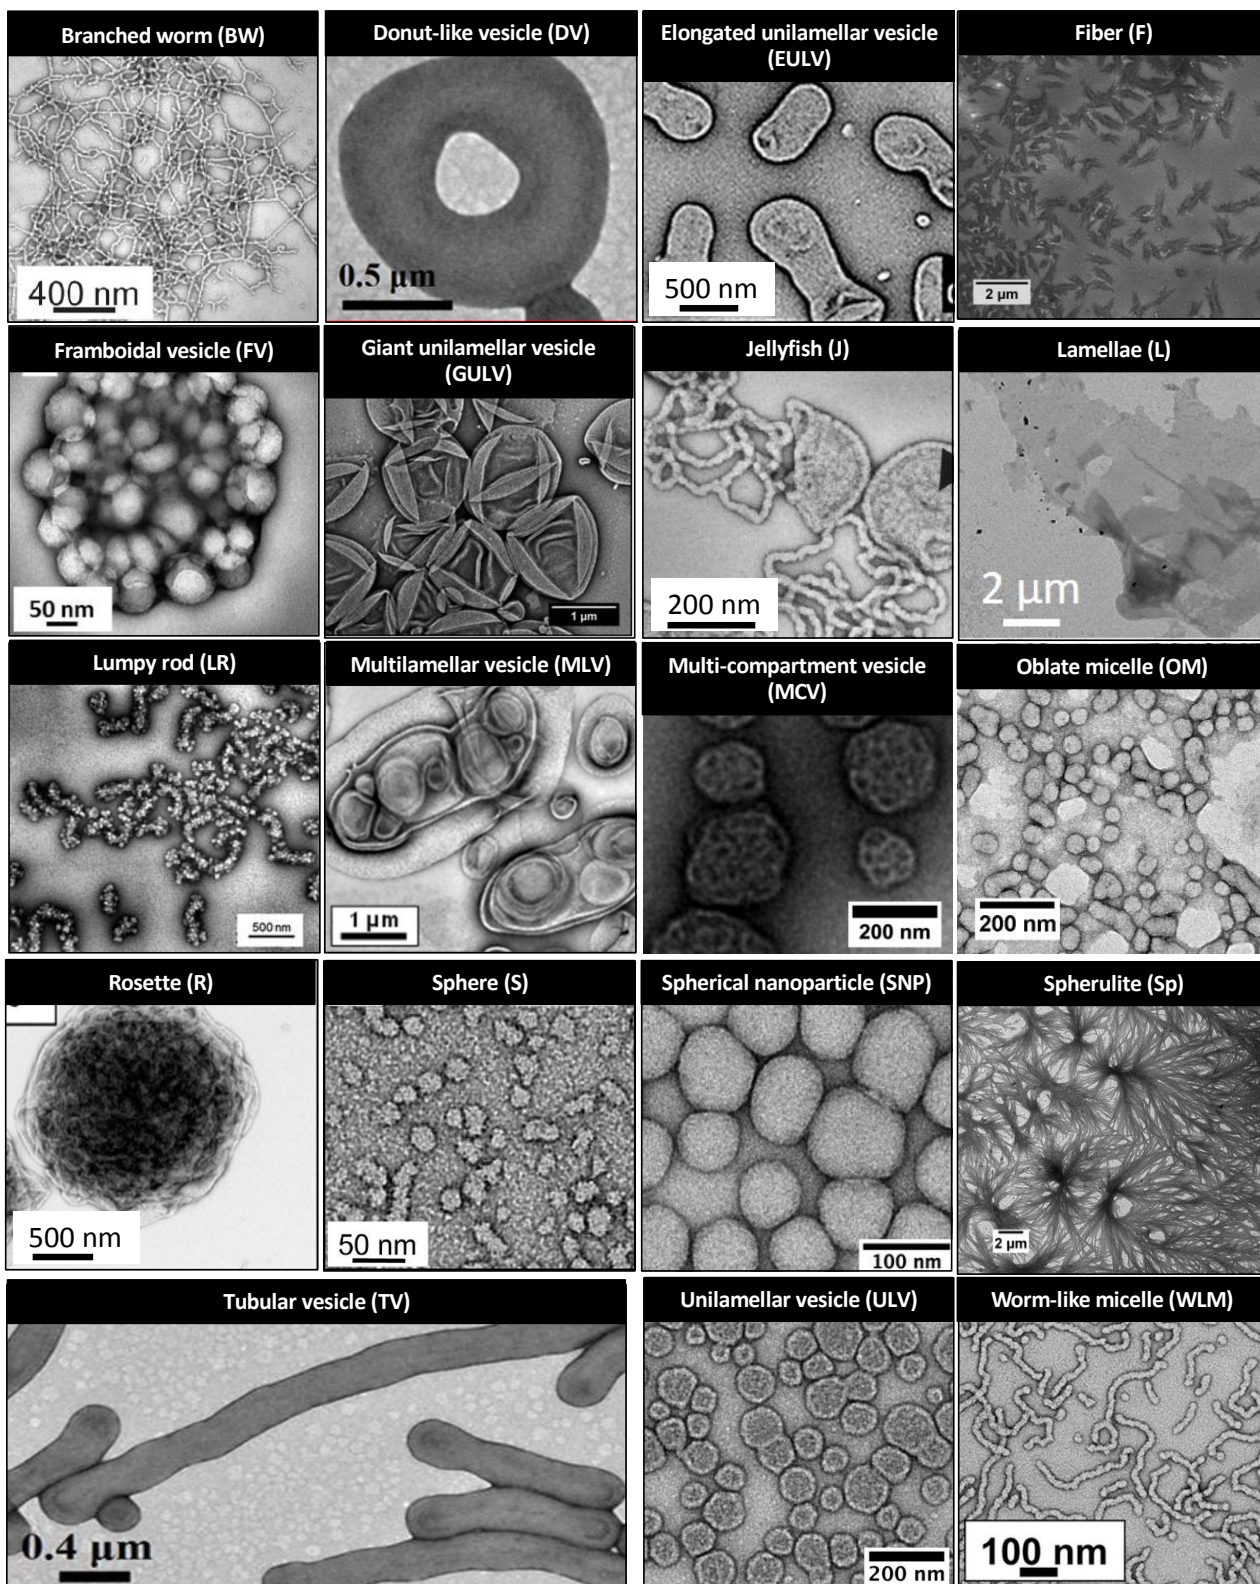 Branched worm (BW)
400 nm
Donut-like vesicle (DV)
0.5 μm
Elongated unilamellar vesicle
(EULV)
500 nm
Fiber (F)
2 μm
Framboidal vesicle (FV)
50 nm
Giant unilamellar vesicle
(GULV)
1 μm
Jellyfish (J)
200 nm
Lamellae (L)
2 μm
Lumpy rod (LR)
500 nm
Multilamellar vesicle (MLV)
1 μm
Multi-compartment vesicle
(MCV)
200 nm
Oblate micelle (OM)
200 nm
Rosette (R)
500 nm
Sphere (S)
50 nm
Spherical nanoparticle (SNP)
100 nm
Spherulite (Sp)
2 μm
Tubular vesicle (TV)
0.4 μm
Unilamellar vesicle (ULV)
200 nm
Worm-like micelle (WLM)
100 nm